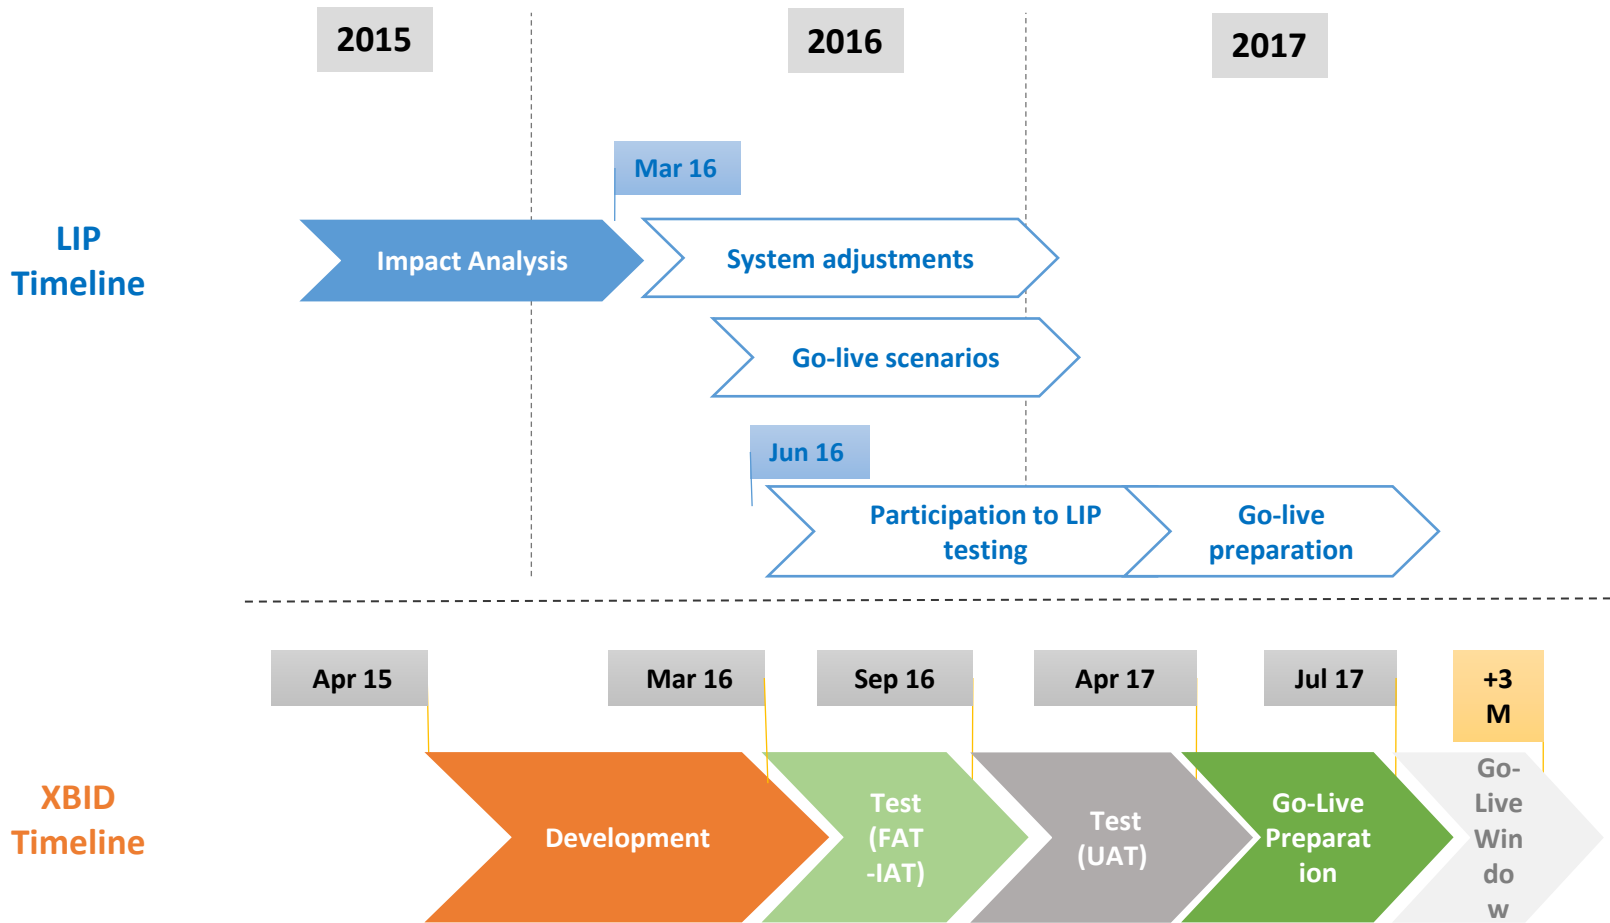 2015
2016
2017
Mar 16
LIP
Timeline
Impact Analysis
System adjustments
Go-live scenarios
Jun 16
Participation to LIP
testing
Go-live
preparation
Apr 15
Mar 16
Sep 16
Apr 17
Jul 17
+3
M
XBID
Timeline
Development
Test
(FAT
-IAT)
Test
(UAT)
Go-Live
Preparat
ion
Go-
Live
Win
do
w